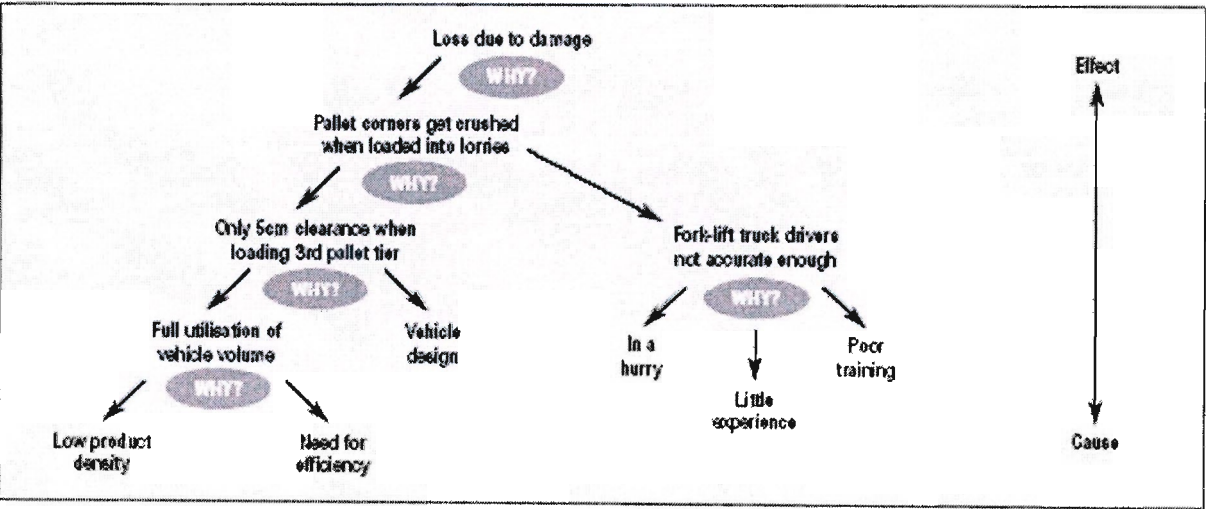 Loss due to damage
WHY?
Effect
Pallet corners get crushed
when loaded into lorries
WHY?
Only 5cm clearance when
loading 3rd pallet tier
Fork-lift truck drivers
not accurate enough
WHY?
WHY?
Full utilisation of
vehicle volume
Vehicle
design
In a
hurry
Poor
training
WHY?
Little
experience
Low product
density
Need for
efficiency
Cause